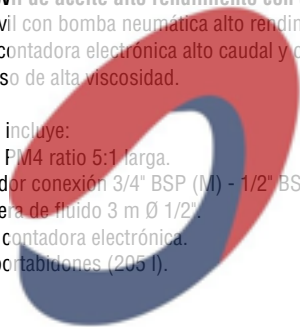 vil de aceite alto rendimiento con
vil con bomba neumática alto rendim
contadora electrónica alto caudal y c
so de alta viscosidad.
incluye:
PM4 ratio 5:1 larga.
dor conexión 3/4" BSP (M) - 1/2" BS
era de fluido 3 m Ø 1/2".
contadora electrónica.
portabidones (205 l).